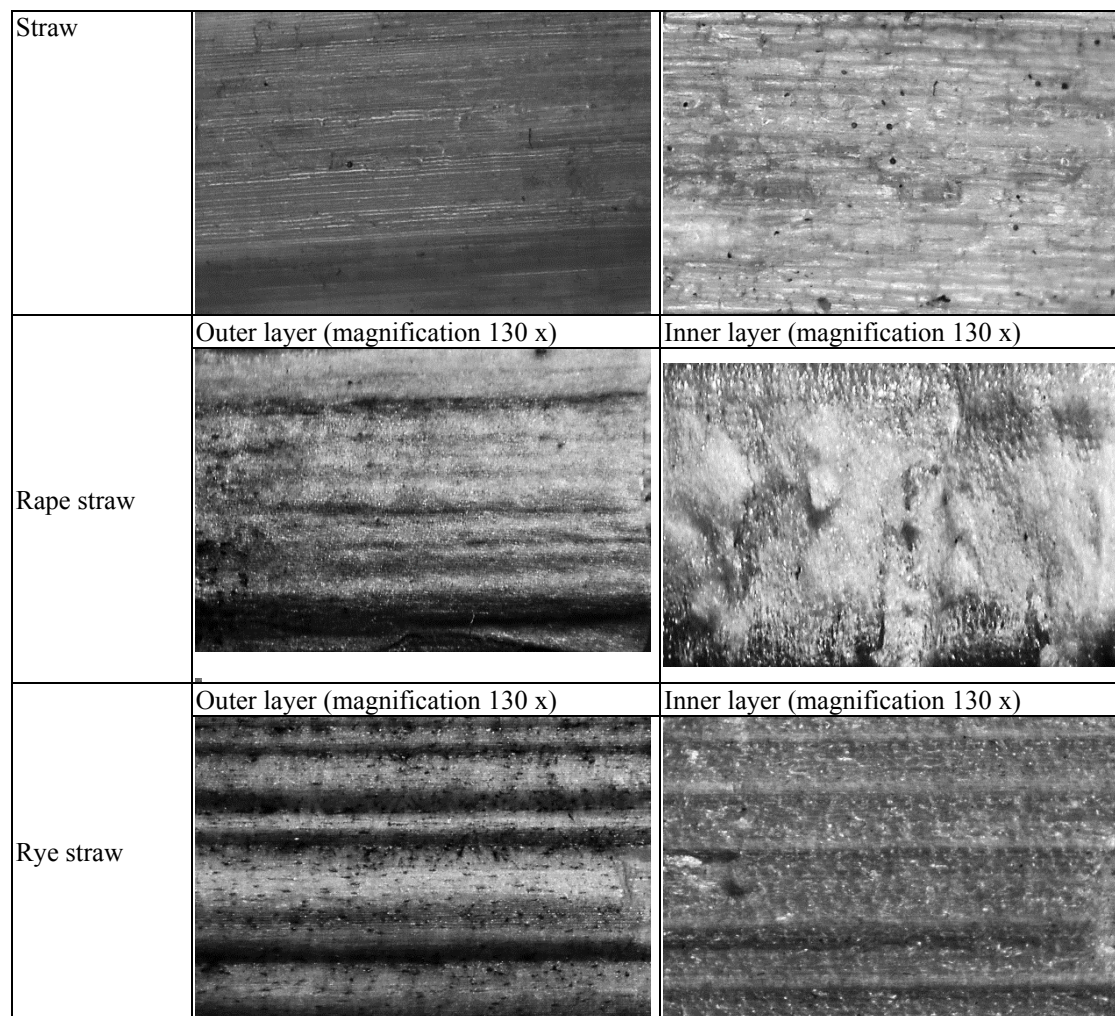 Straw
Outer layer (magnification 130 x)
Inner layer (magnification 130 x)
Rape straw
Outer layer (magnification 130 x)
Inner layer (magnification 130 x)
Rye straw